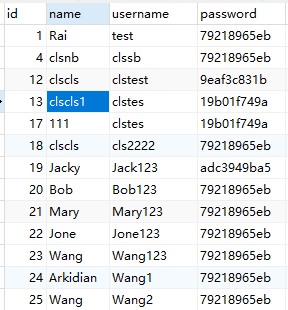 id name username password
1 Rai test 79218965eb
4 clsnb clssb 79218965eb
12 clscls clstest 9eaf3c831b
13 clscls1 clstes 19b01f749a
17 111 clstes 19b01f749a
18 clscls cls2222 79218965eb
19 Jacky Jack123 adc3949ba5
20 Bob Bob123 79218965eb
21 Mary Mary123 79218965eb
22 Jone Jone123 79218965eb
23 Wang Wang123 79218965eb
24 Arkidian Wang1 79218965eb
25 Wang Wang2 79218965eb